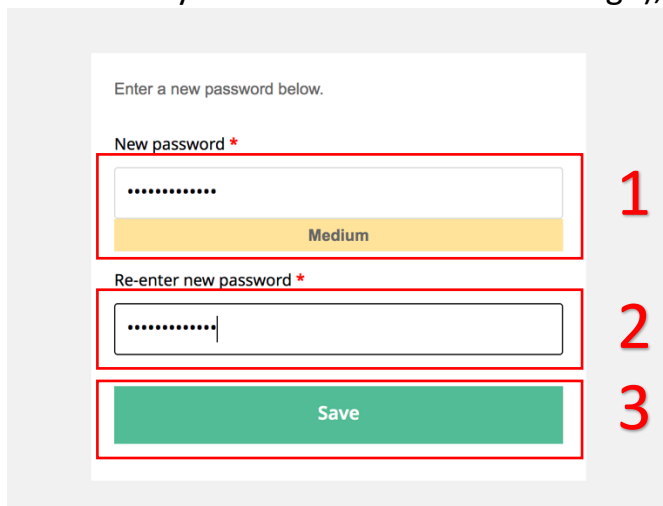 Enter a new password below.
New password *
•••••••••••••
Medium
1
Re-enter new password *
•••••••••••••
2
Save
3